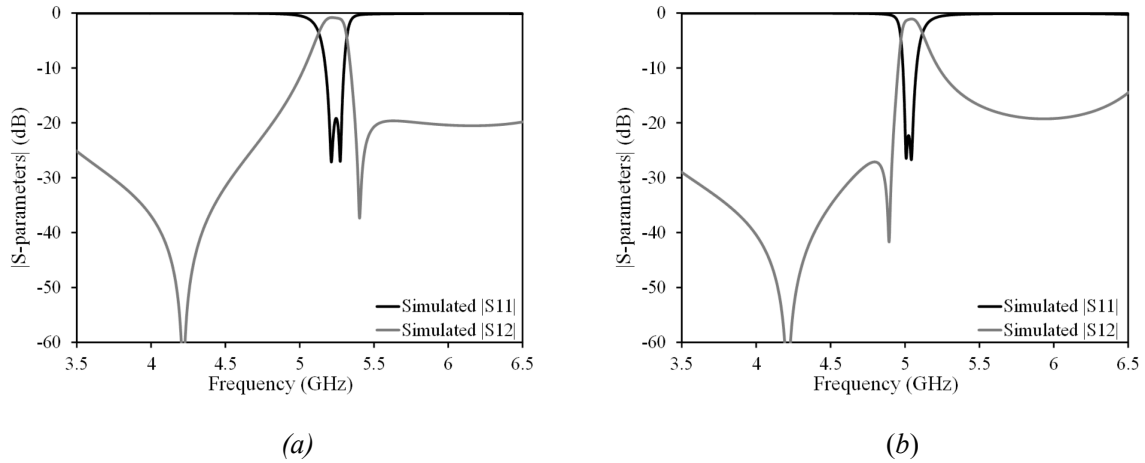 |S-parameters| (dB)
0
-10
-20
-30
-40
-50
-60
3.5 4 4.5 5 5.5 6 6.5
Frequency (GHz)
Simulated |S11|
Simulated |S12|
(a)
|S-parameters| (dB)
0
-10
-20
-30
-40
-50
-60
3.5 4 4.5 5 5.5 6 6.5
Frequency (GHz)
Simulated |S11|
Simulated |S12|
(b)